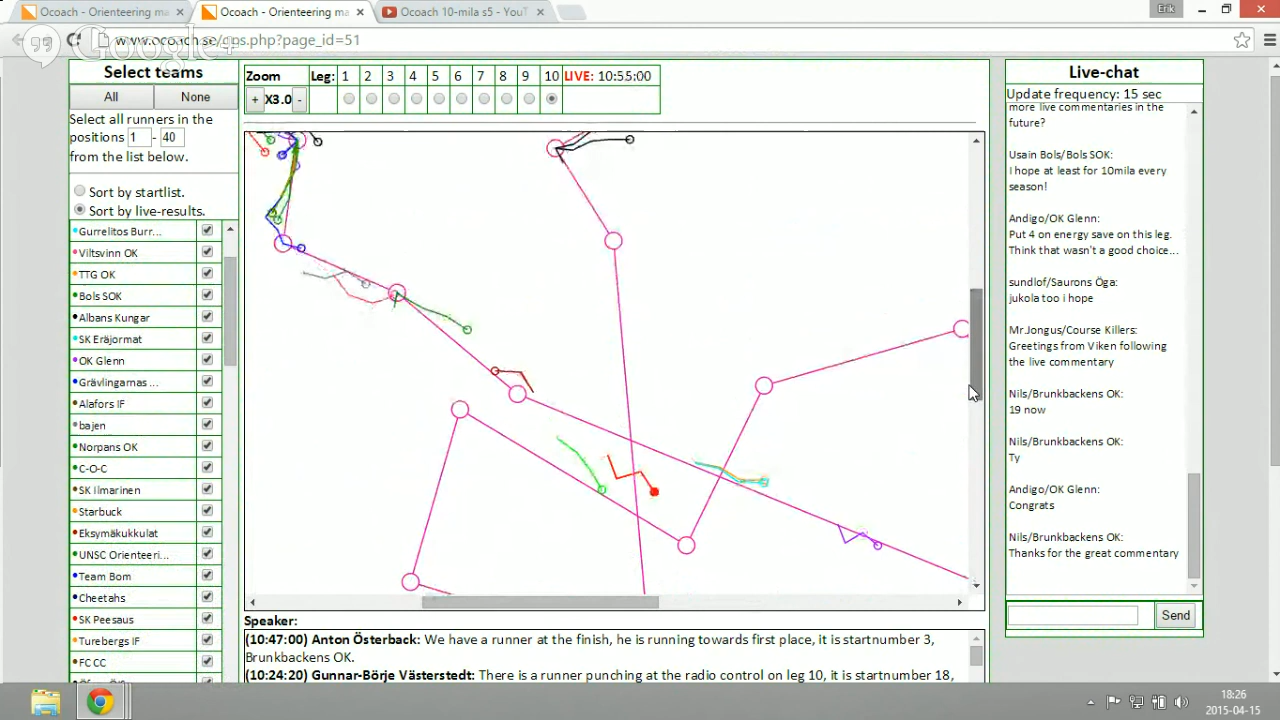 Ocoach - Orienteering ma
Ocoach - Orienteering ma
Ocoach 10-mila s5 - YouT
Erik
www.ocoach.se/cms.php?page_id=51
Google+
Select teams
All None
Select all runners in the
positions 1 - 40
from the list below.
Sort by startlist.
Sort by live-results.
Gurrelitos Burr...
Viltsvinn OK
TTG OK
Bols SOK
Albans Kungar
SK Eräjormat
OK Glenn
Grävlingarnas ...
Alafors IF
bajen
Norpans OK
C-O-C
SK Ilmarinen
Starbuck
Eksymäkukkulat
UNSC Orienteeri...
Team Bom
Cheetahs
SK Peesaus
Turebergs IF
FC CC
Zoom Leg: 1 2 3 4 5 6 7 8 9 10 LIVE: 10:55:00
+ X3.0 -
Speaker:
(10:47:00) Anton Österback: We have a runner at the finish, he is running towards first place, it is startnumber 3,
Brunkbackens OK.
(10:24:20) Gunnar-Börje Västerstedt: There is a runner punching at the radio control on leg 10, it is startnumber 18,
Live-chat
Update frequency: 15 sec
more live commentaries in the
future?
Usain Bols/Bols SOK:
I hope at least for 10mila every
season!
Andigo/OK Glenn:
Put 4 on energy save on this leg.
Think that wasn't a good choice...
sundlof/Saurons Öga:
jukola too i hope
Mr.Jongus/Course Killers:
Greetings from Viken following
the live commentary
Nils/Brunkbackens OK:
19 now
Nils/Brunkbackens OK:
Ty
Andigo/OK Glenn:
Congrats
Nils/Brunkbackens OK:
Thanks for the great commentary
Send
18:26
2015-04-15